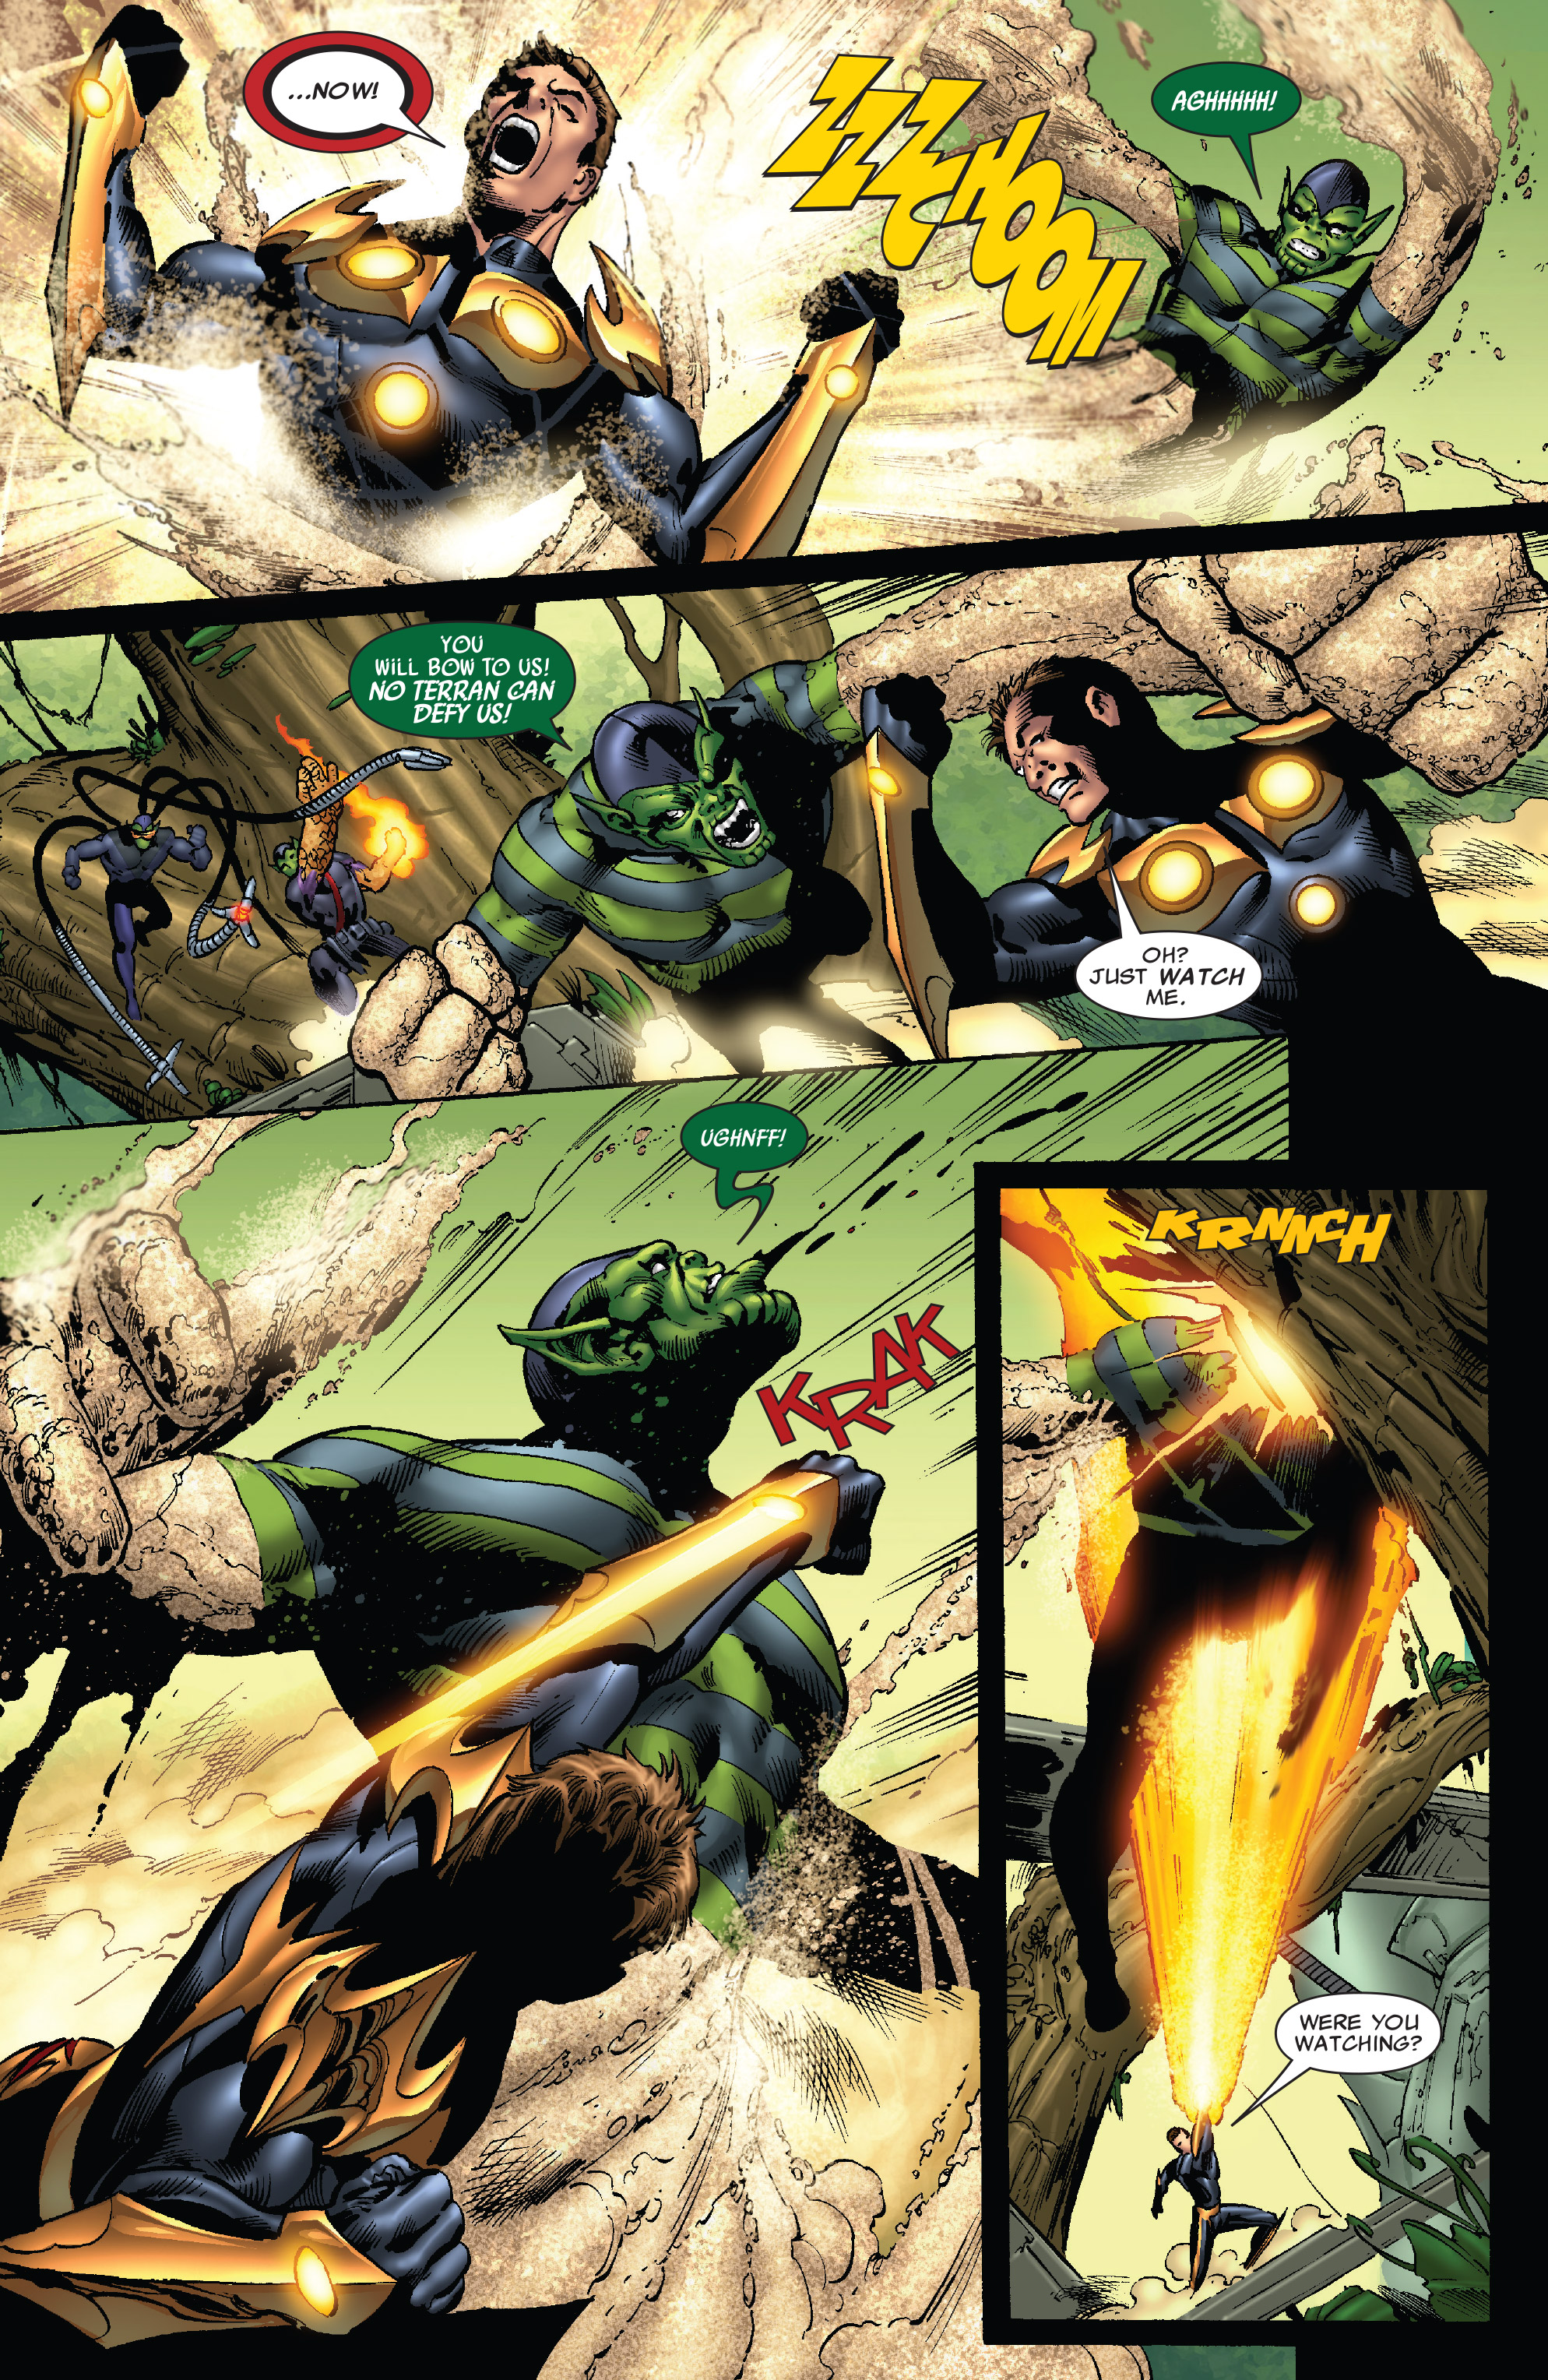 ...NOW!
ZZZCHOOM
AGHHHHH!
YOU
WILL BOW TO US!
NO TERRAN CAN
DEFY US!
OH?
JUST WATCH
ME.
UGHNFF!
KRAK
KRNNCH
WERE YOU
WATCHING?